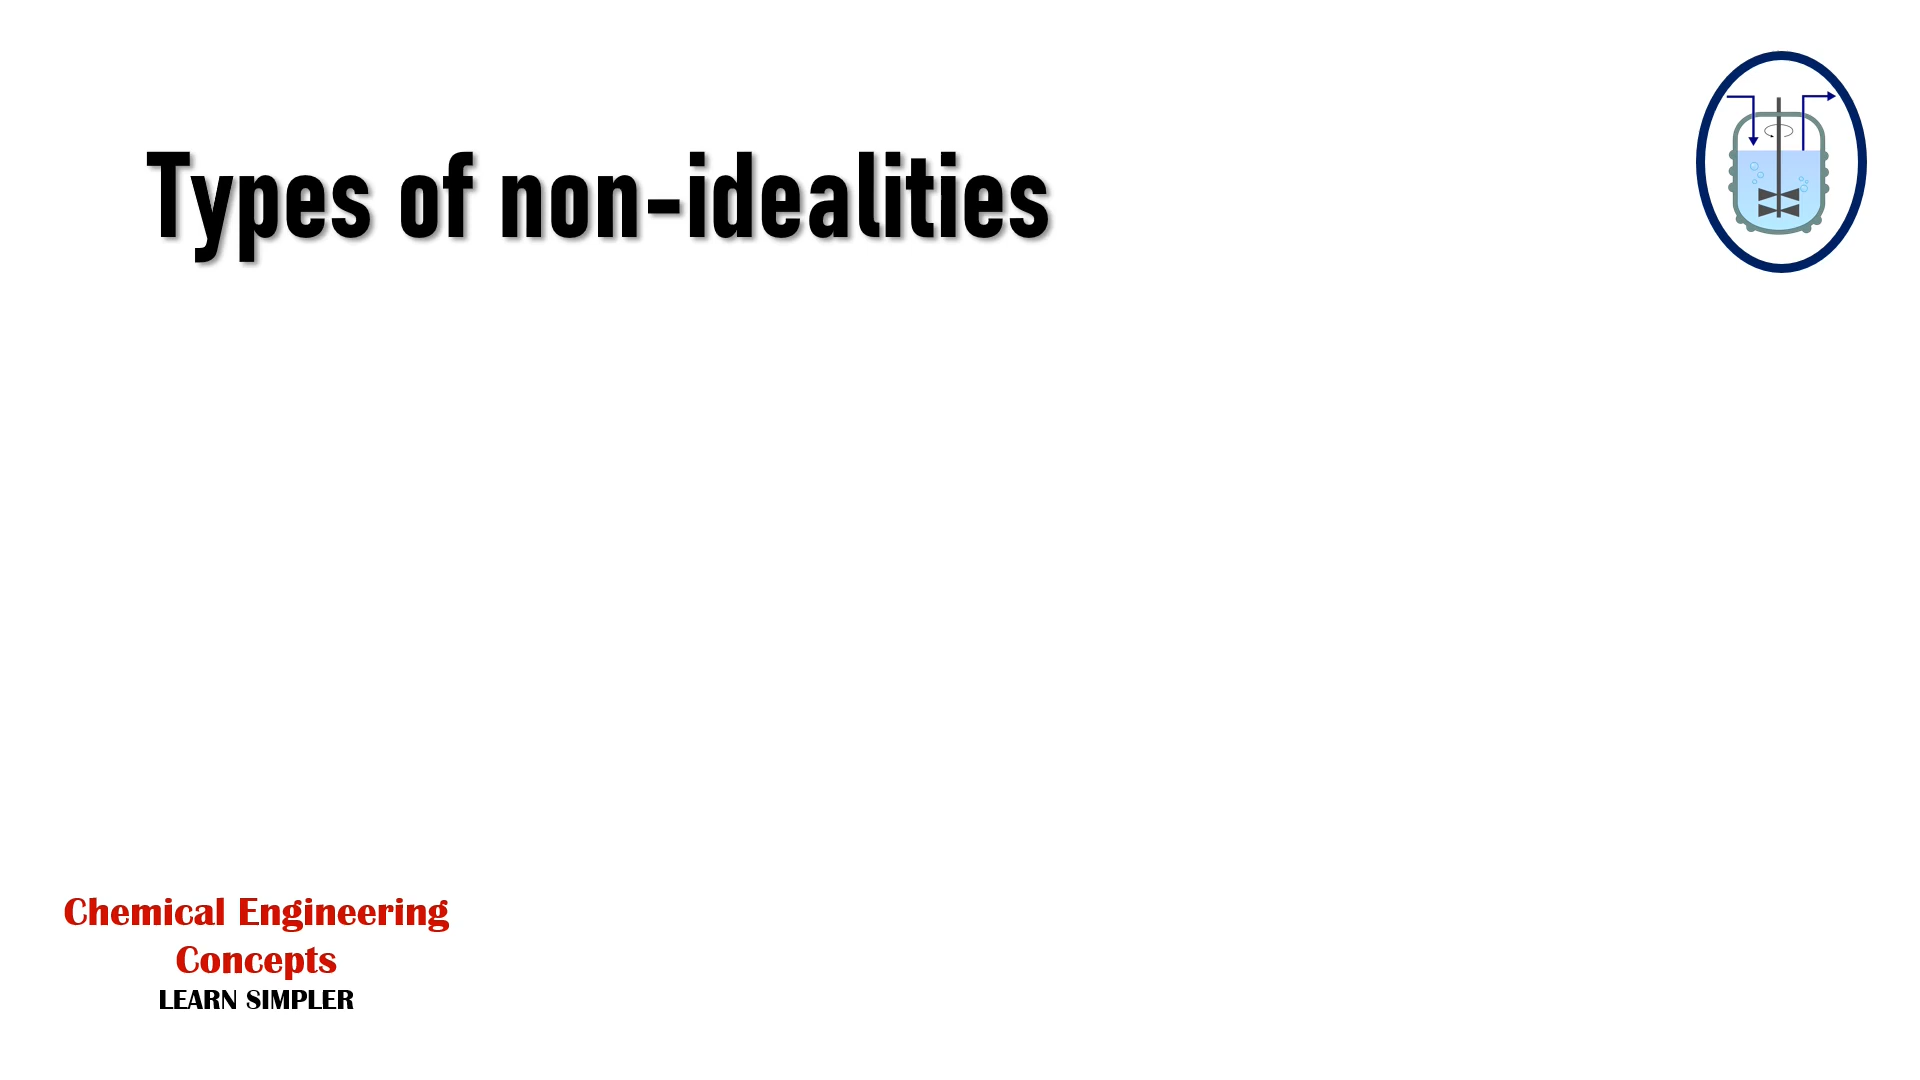 Types of non-idealities
Chemical Engineering
Concepts
LEARN SIMPLER